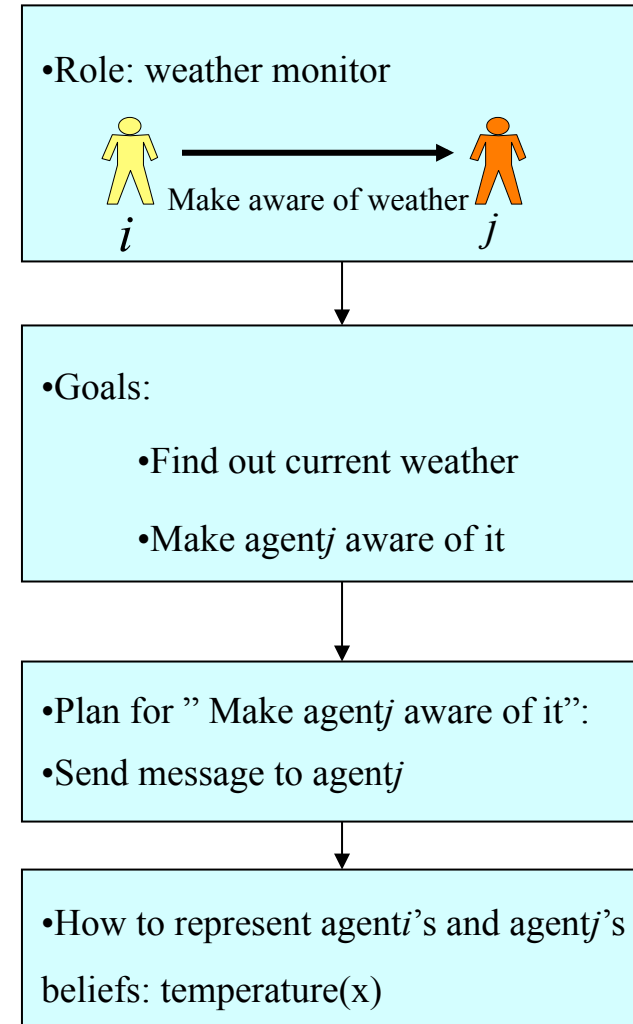 •Role: weather monitor
Make aware of weather
i
j
•Goals:
•Find out current weather
•Make agentj aware of it
•Plan for ” Make agentj aware of it”:
•Send message to agentj
•How to represent agenti’s and agentj’s
beliefs: temperature(x)